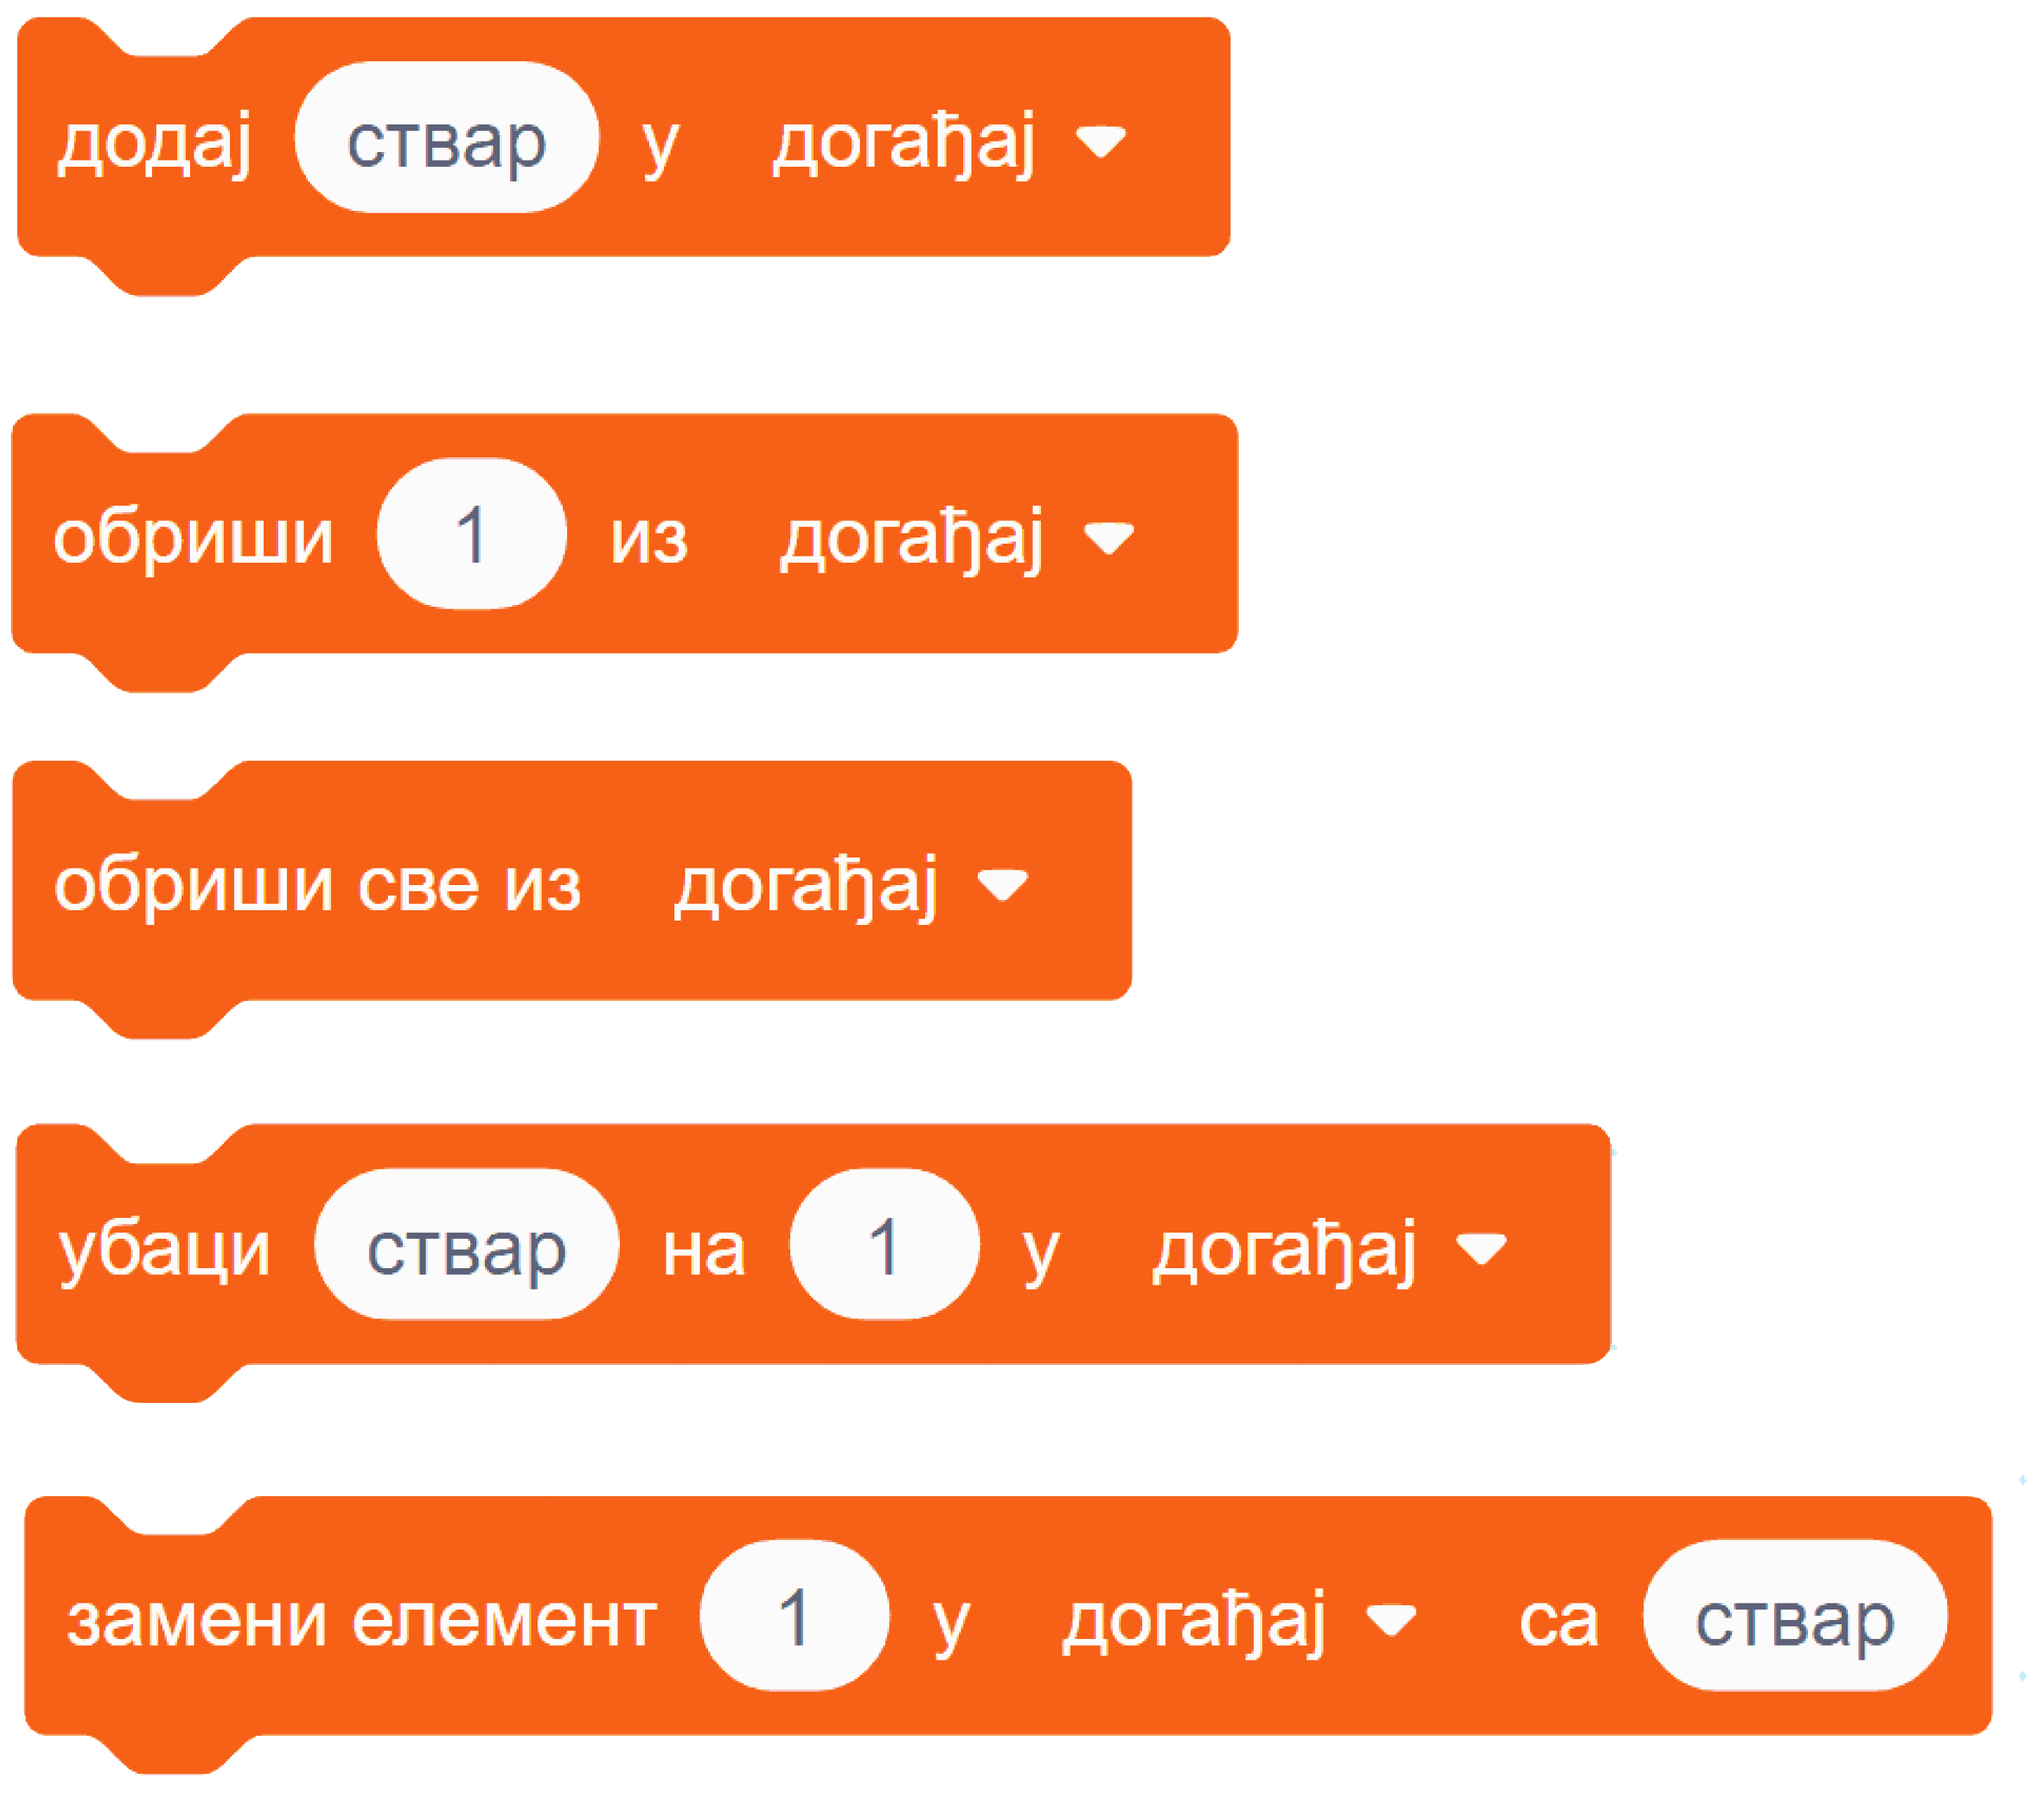 додај ствар у догађај
обриши 1 из догађај
обриши све из догађај
убаци ствар на 1 у догађај
замени елемент 1 у догађај са ствар